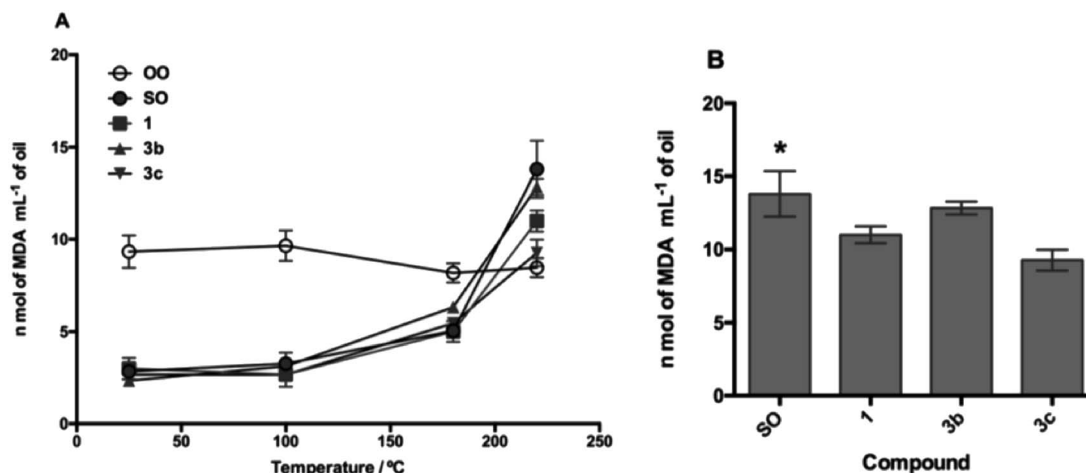 A
20
15
10
5
0
n mol of MDA mL-1 of oil
OO
SO
1
3b
3c
0
50
100
150
200
250
Temperature / ºC
B
20
15
10
5
0
n mol of MDA mL-1 of oil
*
SO
1
3b
3c
Compound